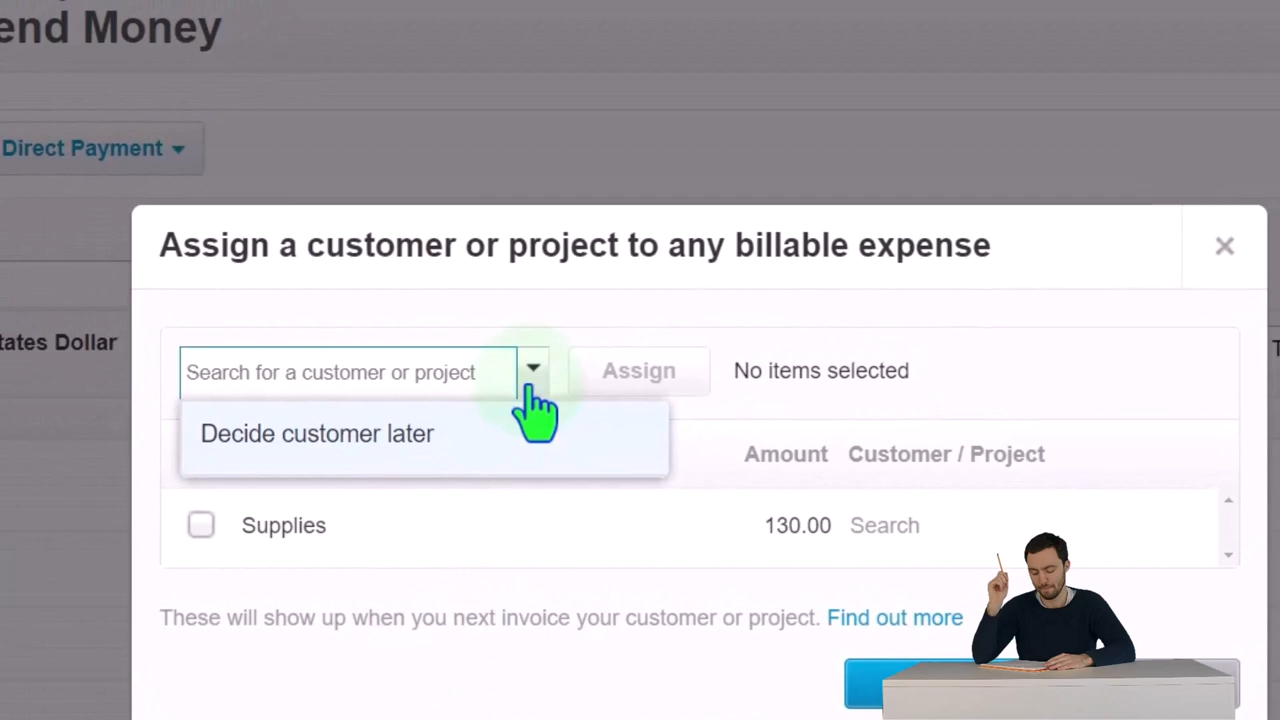 end Money
Direct Payment
Assign a customer or project to any billable expense
tates Dollar
Search for a customer or project
Assign
No items selected
Decide customer later
Amount
Customer / Project
Supplies
130.00
Search
These will show up when you next invoice your customer or project. Find out more